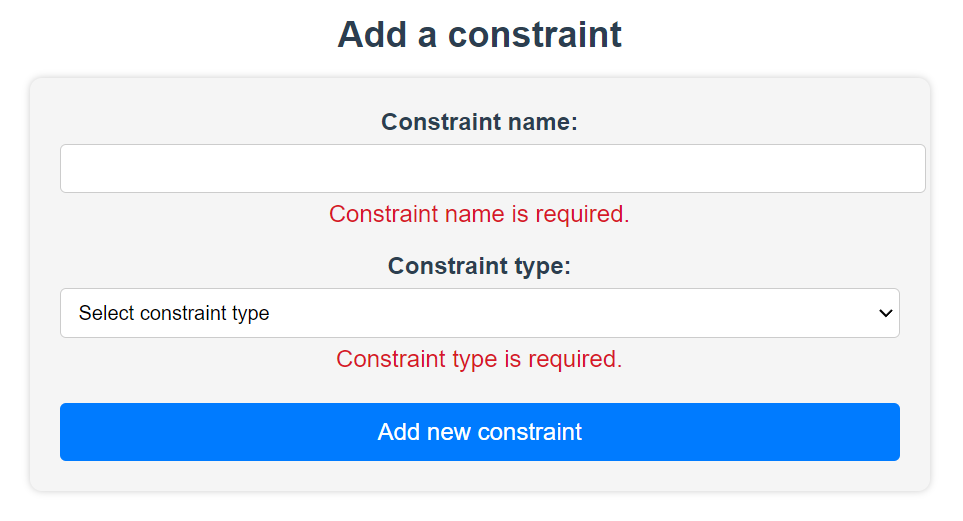 Add a constraint
Constraint name:
Constraint name is required.
Constraint type:
Select constraint type
Constraint type is required.
Add new constraint